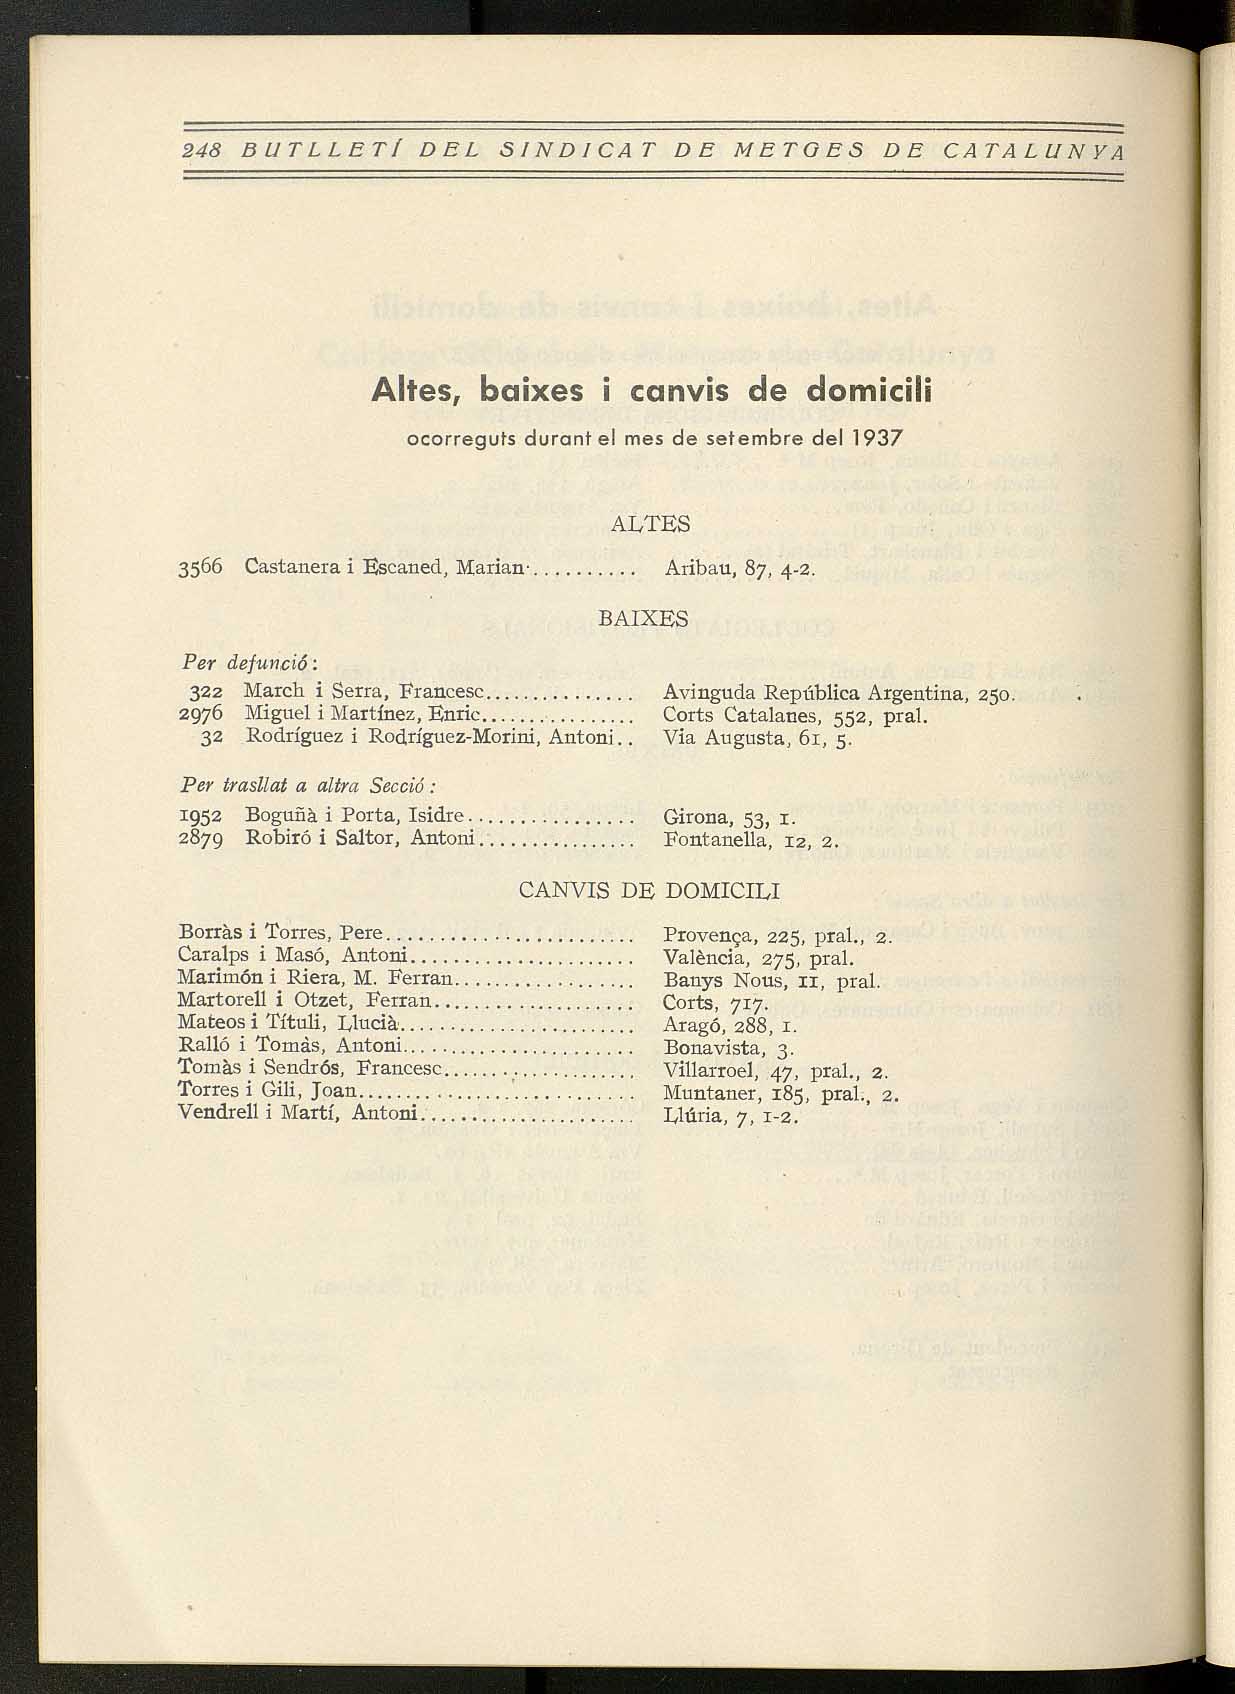 248 BUTLLETÍ DEL SINDICAT DE METGES DE CATALUNYA
Altes, baixes i canvis de domicili
ocorreguts durant el mes de setembre del 1937
ALTES
3566 Castanera i Escaned, Marian. .......... Aribau, 87, 4-2.
BAIXES
Per defunció:
322 March i Serra, Francesc............... Avinguda República Argentina, 250.
2976 Miguel i Martínez, Enric............... Corts Catalanes, 552, pral.
32 Rodríguez i Rodríguez-Morini, Antoni.. Via Augusta, 61, 5.
Per trasllat a altra Secció:
1952 Boguñà i Porta, Isidre................ Girona, 53, 1.
2879 Robiró i Saltor, Antoni............... Fontanella, 12, 2.
CANVIS DE DOMICILI
Borràs i Torres, Pere........................ Provença, 225, pral., 2.
Caralps i Masó, Antoni...................... València, 275, pral.
Marimón i Riera, M. Ferran.................. Banys Nous, 11, pral.
Martorell i Otzet, Ferran.................... Corts, 717.
Mateos i Títuli, Llucià....................... Aragó, 288, 1.
Ralló i Tomàs, Antoni....................... Bonavista, 3.
Tomàs i Sendrós, Francesc................... Villarroel, 47, pral., 2.
Torres i Gili, Joan........................... Muntaner, 185, pral., 2.
Vendrell i Martí, Antoni...................... Llúria, 7, 1-2.